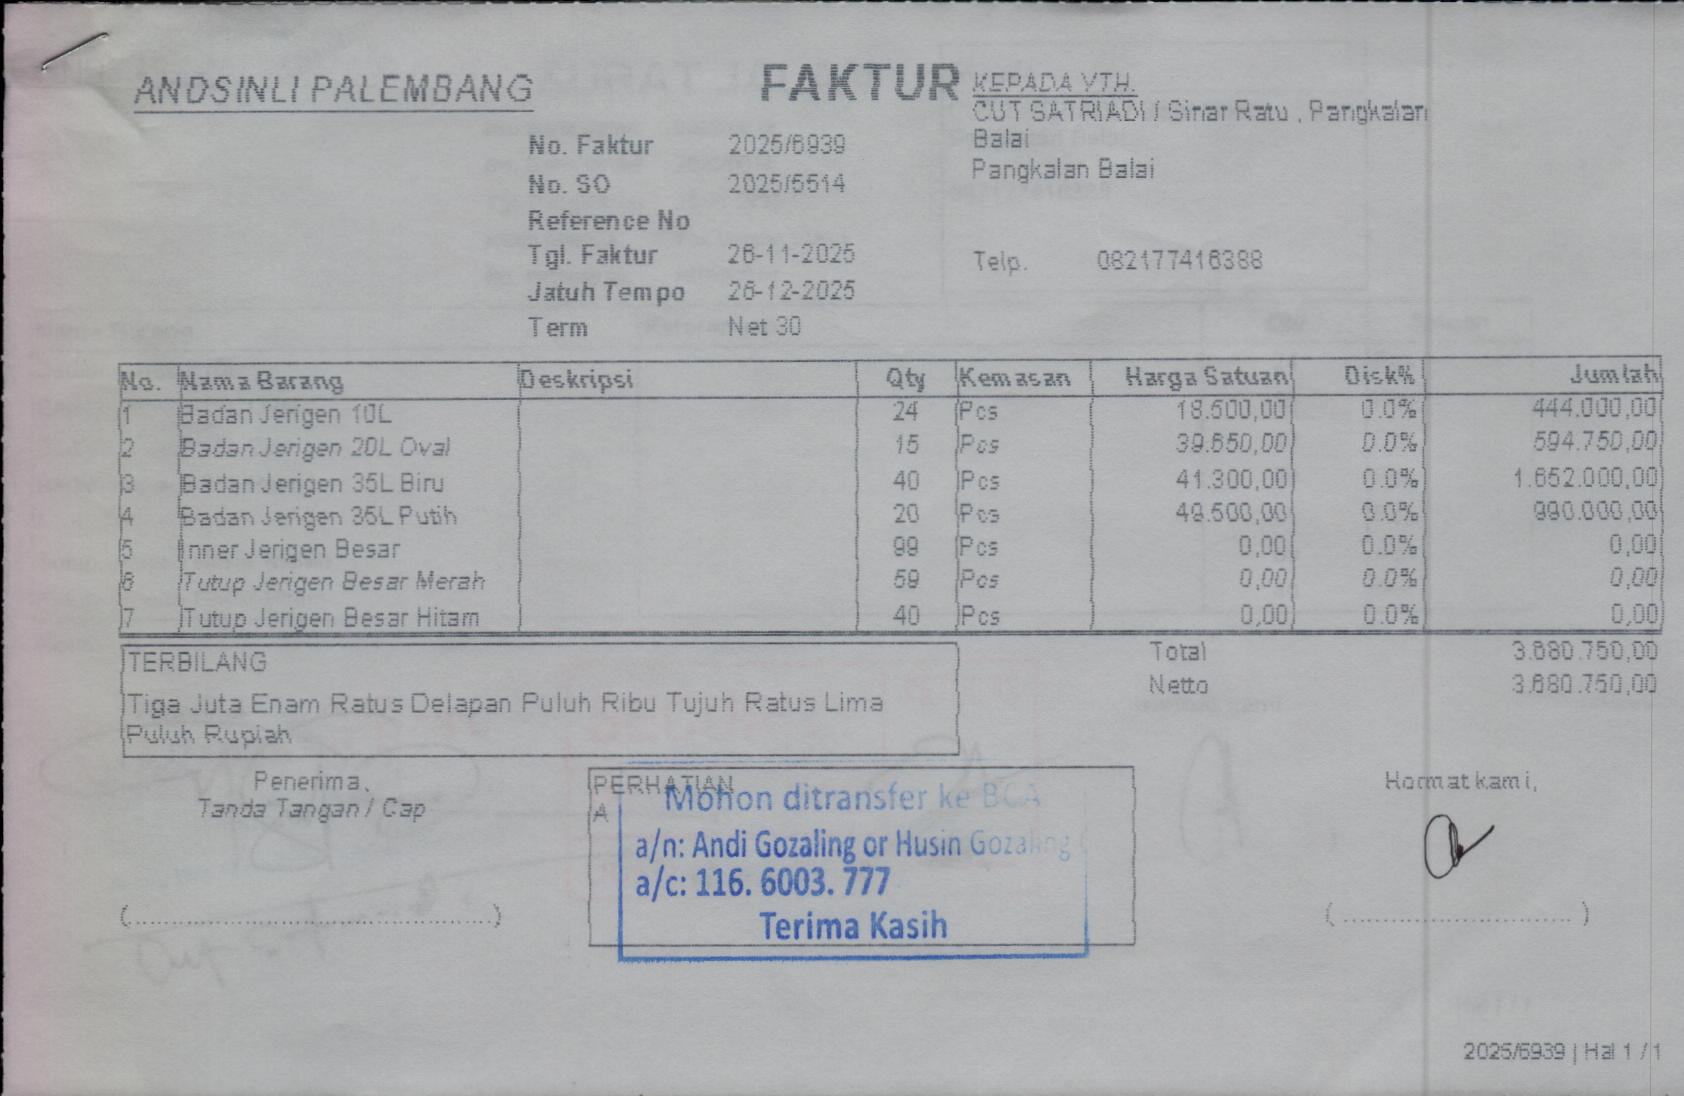 ANDSINLI PALEMBANG
FAKTUR
KEPADA YTH.
CUT SATRIADI / Sinar Ratu , Pangkalan
Balai
Pangkalan Balai
Telp. 082177416388
No. Faktur 2025/6939
No. SO 2025/5514
Reference No
Tgl. Faktur 26-11-2025
Jatuh Tempo 26-12-2025
Term Net 30
No. Nama Barang Deskripsi Qty Kemasan Harga Satuan Disk% Jumlah
1 Badan Jerigen 10L 24 Pcs 18.500,00 0.0% 444.000,00
2 Badan Jerigen 20L Oval 15 Pcs 39.650,00 0.0% 594.750,00
3 Badan Jerigen 35L Biru 40 Pcs 41.300,00 0.0% 1.652.000,00
4 Badan Jerigen 35L Putih 20 Pcs 49.500,00 0.0% 990.000,00
5 Inner Jerigen Besar 99 Pcs 0,00 0.0% 0,00
6 Tutup Jerigen Besar Merah 59 Pcs 0,00 0.0% 0,00
7 Tutup Jerigen Besar Hitam 40 Pcs 0,00 0.0% 0,00
Total 3.680.750,00
Netto 3.680.750,00
TERBILANG
Tiga Juta Enam Ratus Delapan Puluh Ribu Tujuh Ratus Lima
Puluh Rupiah
Penerima,
Tanda Tangan / Cap
(..................................................)
PERHATIAN
A
Mohon ditransfer ke BCA
a/n: Andi Gozaling or Husin Gozaling
a/c: 116. 6003. 777
Terima Kasih
Hormat kami,
(................................)
2025/6939 | Hal 1 / 1